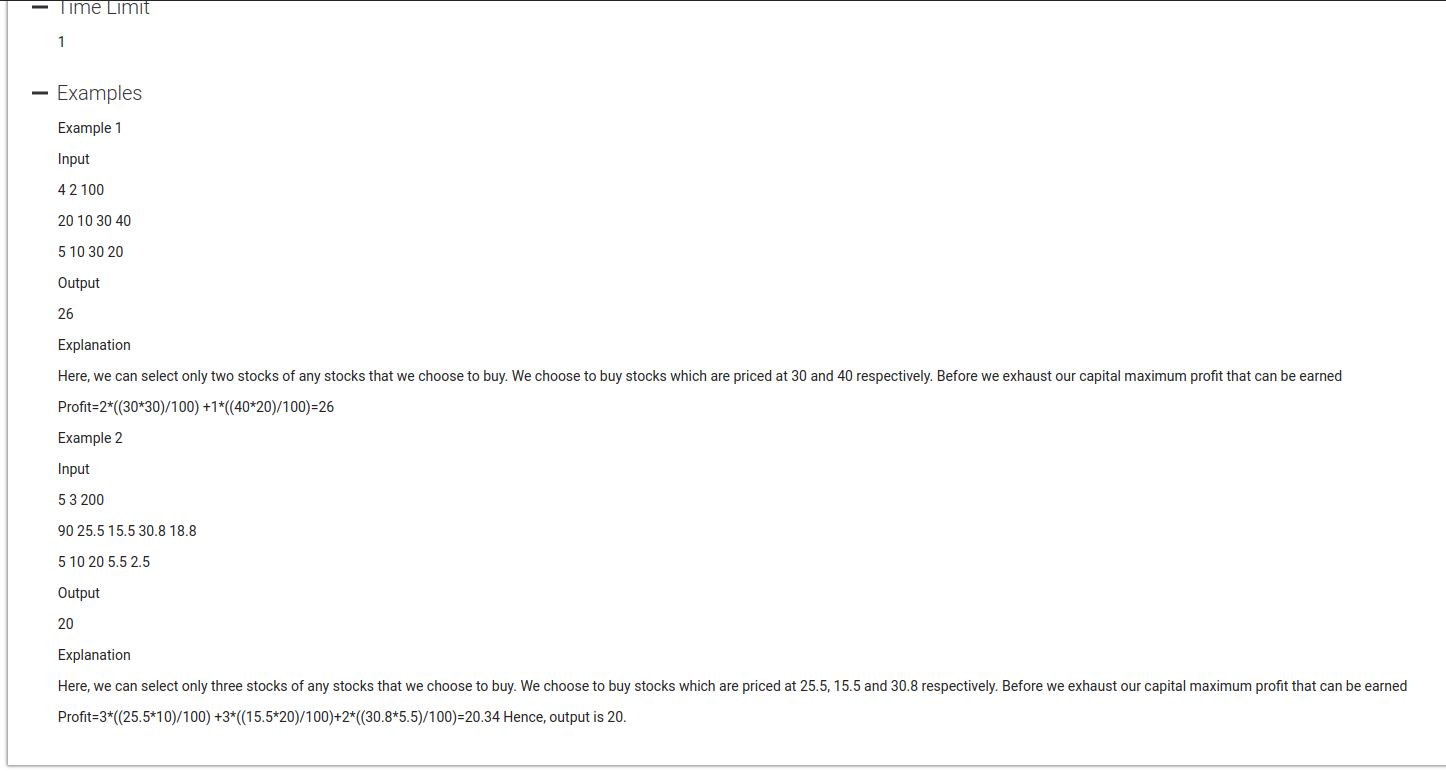 Time Limit
1
Examples
Example 1
Input
4 2 100
20 10 30 40
5 10 30 20
Output
26
Explanation
Here, we can select only two stocks of any stocks that we choose to buy. We choose to buy stocks which are priced at 30 and 40 respectively. Before we exhaust our capital maximum profit that can be earned
Profit=2*((30*30)/100) +1*((40*20)/100)=26
Example 2
Input
5 3 200
90 25.5 15.5 30.8 18.8
5 10 20 5.5 2.5
Output
20
Explanation
Here, we can select only three stocks of any stocks that we choose to buy. We choose to buy stocks which are priced at 25.5, 15.5 and 30.8 respectively. Before we exhaust our capital maximum profit that can be earned
Profit=3*((25.5*10)/100) +3*((15.5*20)/100)+2*((30.8*5.5)/100)=20.34 Hence, output is 20.